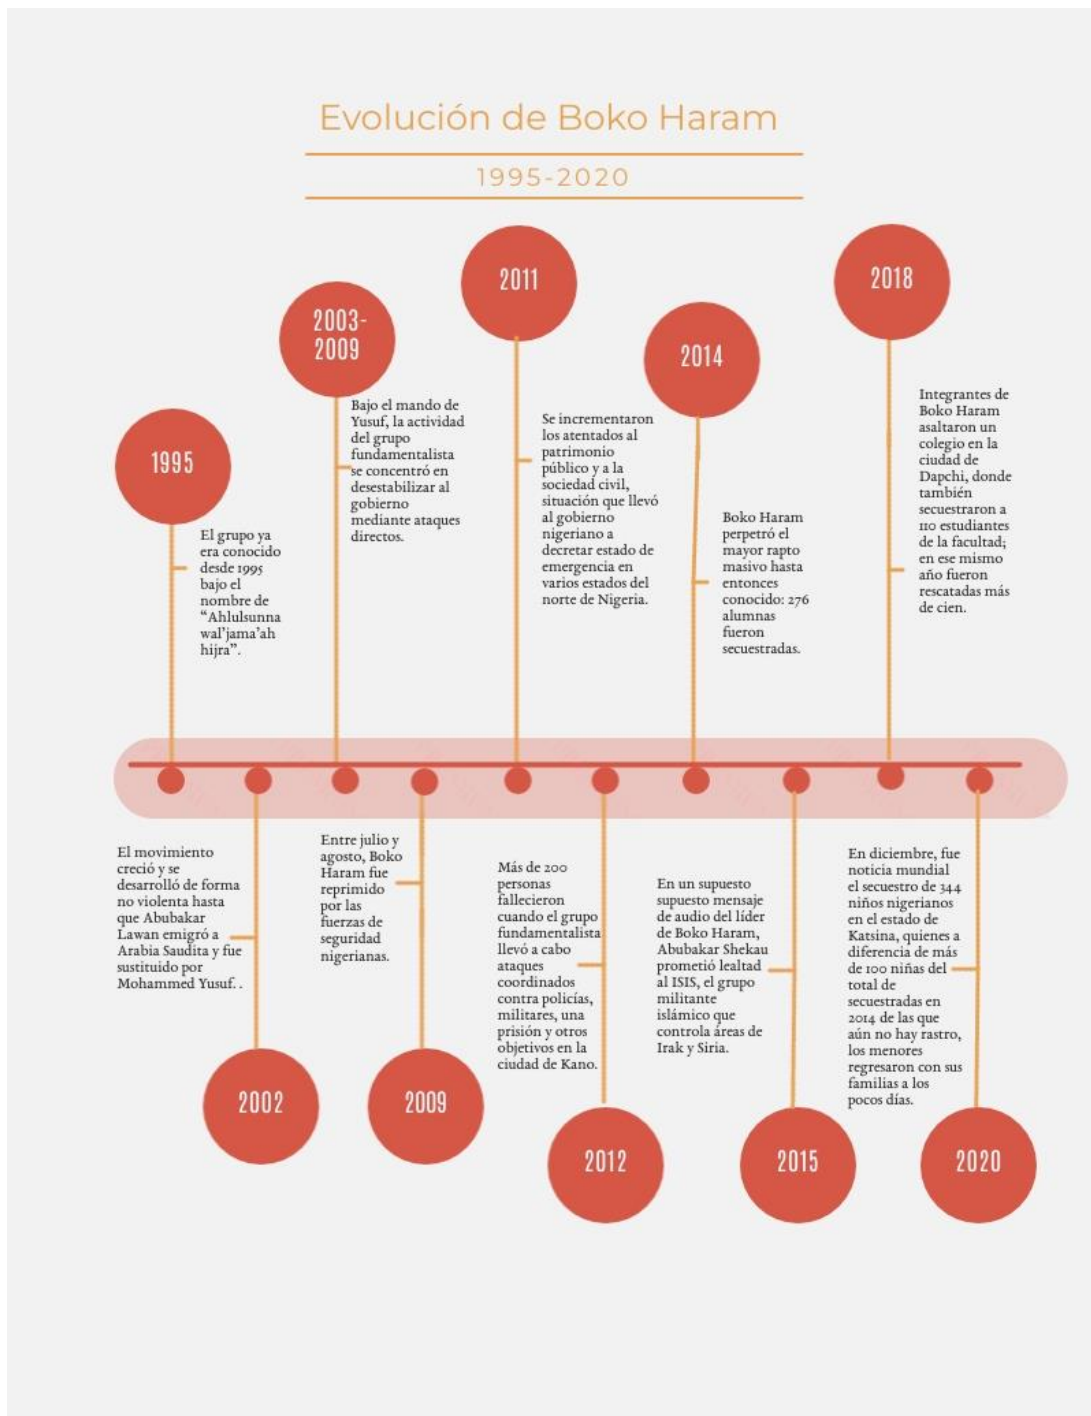 Evolución de Boko Haram
1995-2020
1995
El grupo ya
era conocido
desde 1995
bajo el
nombre de
“Ahlulsunna
wal’jama’ah
hijra”.
2002
El movimiento
creció y se
desarrolló de forma
no violenta hasta
que Abubakar
Lawan emigró a
Arabia Saudita y fue
sustituido por
Mohammed Yusuf. .
2003-
2009
Bajo el mando de
Yusuf, la actividad
del grupo
fundamentalista
se concentró en
desestabilizar al
gobierno
mediante ataques
directos.
2009
Entre julio y
agosto, Boko
Haram fue
reprimido
por las
fuerzas de
seguridad
nigerianas.
2011
Se incrementaron
los atentados al
patrimonio
público y a la
sociedad civil,
situación que llevó
al gobierno
nigeriano a
decretar estado de
emergencia en
varios estados del
norte de Nigeria.
2012
Más de 200
personas
fallecieron
cuando el grupo
fundamentalista
llevó a cabo
ataques
coordinados
contra policías,
militares, una
prisión y otros
objetivos en la
ciudad de Kano.
2014
Boko Haram
perpetró el
mayor rapto
masivo hasta
entonces
conocido: 276
alumnas
fueron
secuestradas.
2015
En un supuesto
supuesto mensaje
de audio del líder
de Boko Haram,
Abubakar Shekau
prometió lealtad
al ISIS, el grupo
militante
islámico que
controla áreas de
Irak y Siria.
2018
Integrantes de
Boko Haram
asaltaron un
colegio en la
ciudad de
Dapchi, donde
también
secuestraron a
110 estudiantes
de la facultad;
en ese mismo
año fueron
rescatadas más
de cien.
2020
En diciembre, fue
noticia mundial
el secuestro de 344
niños nigerianos
en el estado de
Katsina, quienes a
diferencia de más
de 100 niñas del
total de
secuestradas en
2014 de las que
aún no hay rastro,
los menores
regresaron con sus
familias a los
pocos días.